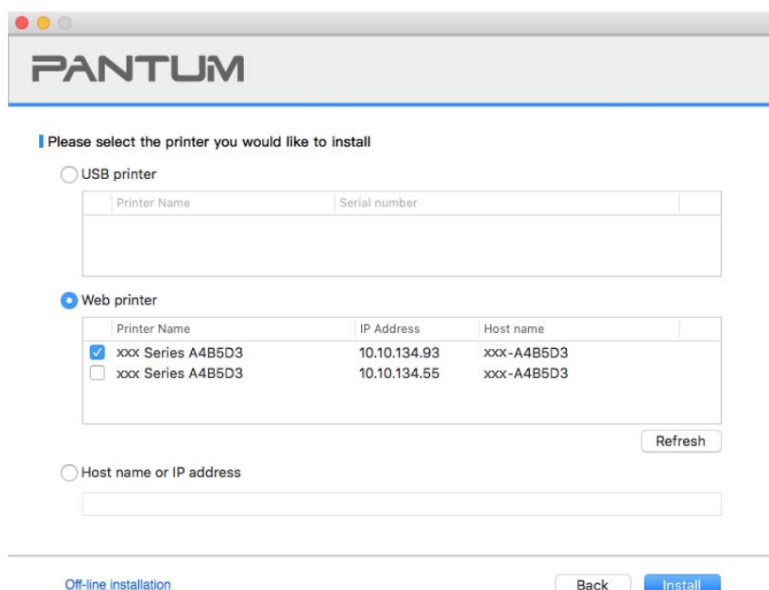 PANTUM
Please select the printer you would like to install
USB printer
Printer Name Serial number
Web printer
Printer Name IP Address Host name
xxx Series A4B5D3 10.10.134.93 xxx-A4B5D3
xxx Series A4B5D3 10.10.134.55 xxx-A4B5D3
Refresh
Host name or IP address
Off-line installation Back Install